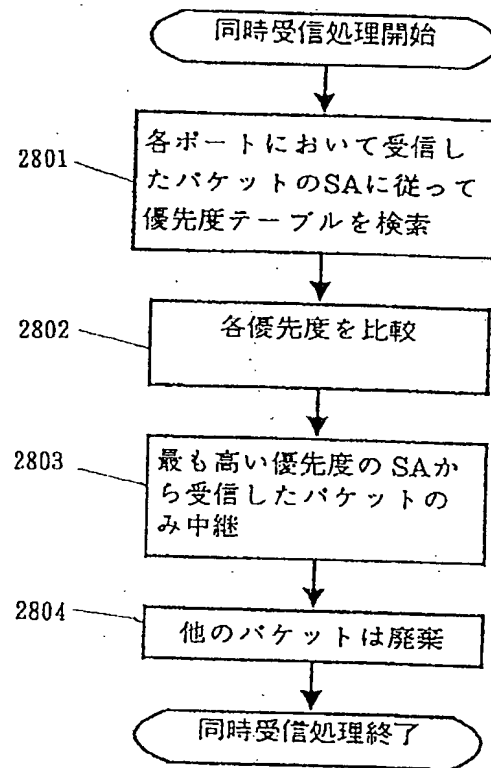 同時受信処理開始
2801
各ポートにおいて受信し
たパケットのSAに従って
優先度テーブルを検索
2802
各優先度を比較
2803
最も高い優先度のSAか
ら受信したパケットの
み中継
2804
他のパケットは廃棄
同時受信処理終了